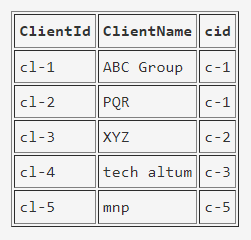 ClientId ClientName cid
cl-1 ABC Group c-1
cl-2 PQR c-1
cl-3 XYZ c-2
cl-4 tech altum c-3
cl-5 mnp c-5